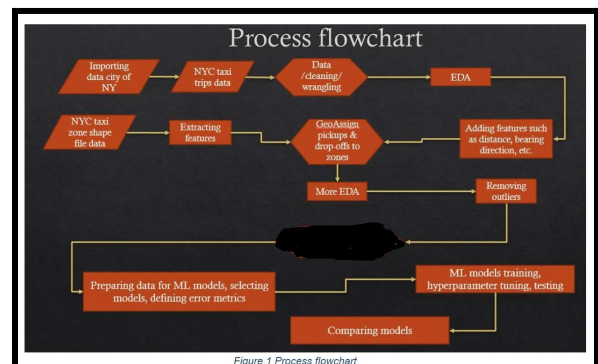 Process flowchart
Importing
data city of
NY
NYC taxi
trips data
Data
/cleaning/
wrangling
EDA
NYC taxi
zone shape
file data
Extracting
features
GeoAssign
pickups &
drop-offs to
zones
Adding features such
as distance, bearing
direction, etc.
More EDA
Removing
outliers
Preparing data for ML models, selecting
models, defining error metrics
ML models training,
hyperparameter tuning, testing
Comparing models
Figure 1 Process flowchart